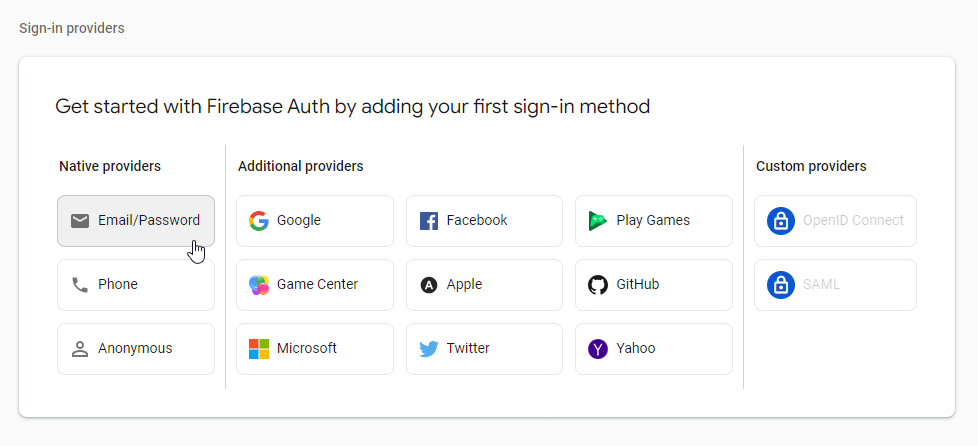 Sign-in providers
Get started with Firebase Auth by adding your first sign-in method
Native providers
Email/Password
Phone
Anonymous
Additional providers
Google
Facebook
Play Games
Game Center
Apple
GitHub
Microsoft
Twitter
Yahoo
Custom providers
OpenID Connect
SAML